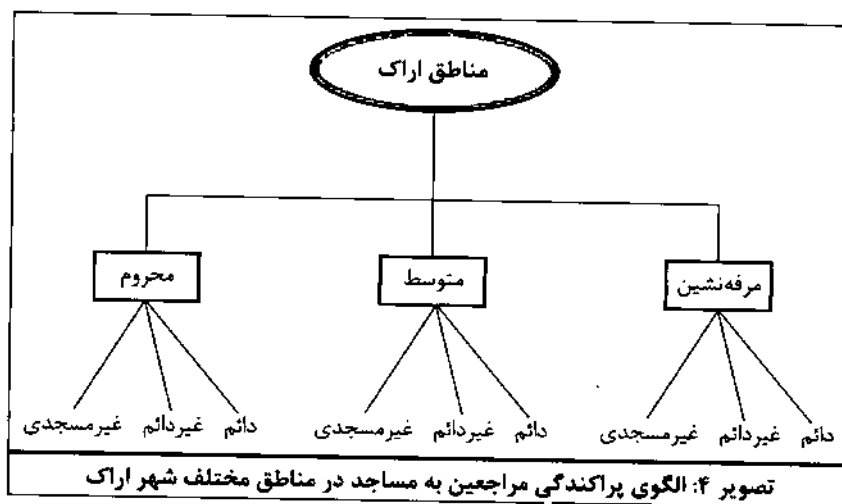 مناطق اراک
مرفه‌نشین متوسط محروم
دائم غیردائم غیرمسجدی دائم غیردائم غیرمسجدی دائم غیردائم غیرمسجدی
تصویر ۴: الگوی پراکندگی مراجعین به مساجد در مناطق مختلف شهر اراک